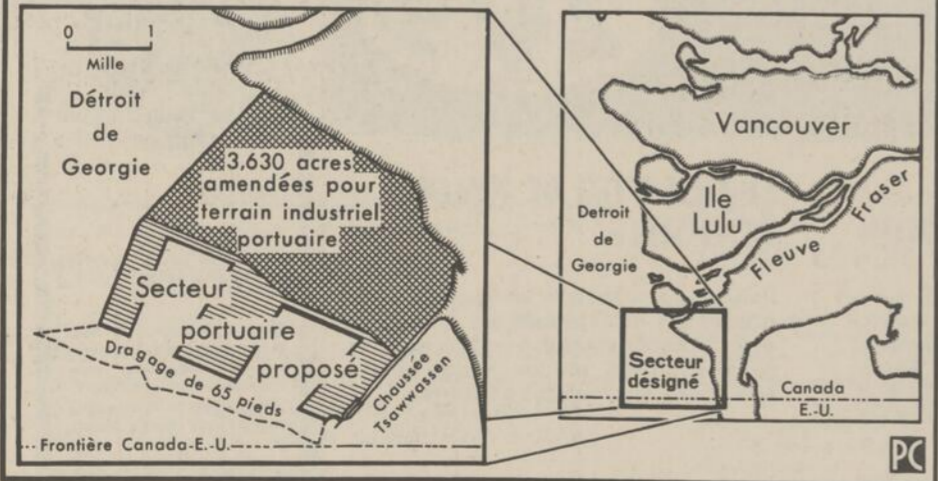 0 1
Mille
Détroit
de
Georgie
3,630 acres
amendées pour
terrain industriel
portuaire
Secteur
portuaire
proposé
Dragage de 65 pieds
Chaussée
Tsawwassen
Frontière Canada-E.-U.
Vancouver
Ile
Lulu
Detroit
de
Georgie
Fleuve Fraser
Secteur
désigné
Canada
E.-U.
PC